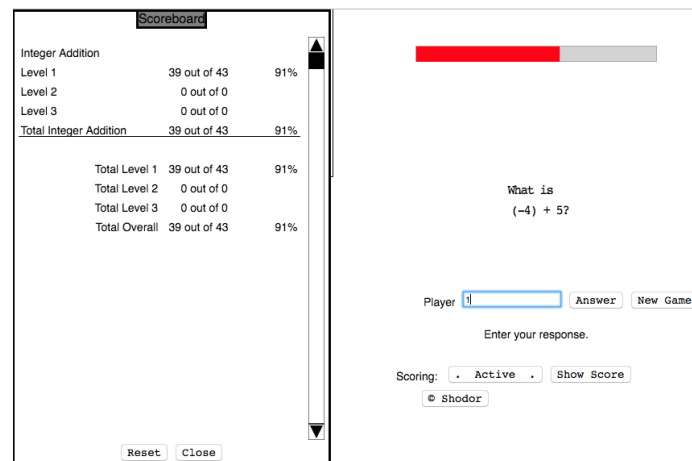 Scoreboard
Integer Addition
Level 1 39 out of 43 91%
Level 2 0 out of 0
Level 3 0 out of 0
Total Integer Addition 39 out of 43 91%
Total Level 1 39 out of 43 91%
Total Level 2 0 out of 0
Total Level 3 0 out of 0
Total Overall 39 out of 43 91%
Reset Close
What is
(-4) + 5?
Player 1 Answer New Game
Enter your response.
Scoring: . Active . Show Score
© Shodor